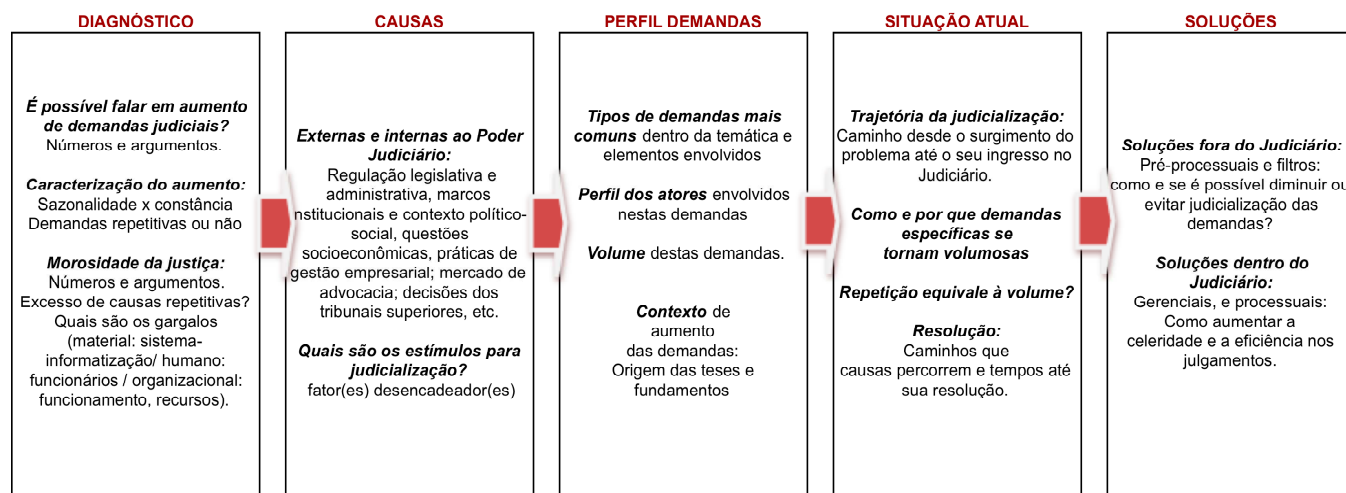 DIAGNÓSTICO
É possível falar em aumento
de demandas judiciais?
Números e argumentos.
Caracterização do aumento:
Sazonalidade x constância
Demandas repetitivas ou não
Morosidade da justiça:
Números e argumentos.
Excesso de causas repetitivas?
Quais são os gargalos
(material: sistema-
informatização/ humano:
funcionários / organizacional:
funcionamento, recursos).
CAUSAS
Externas e internas ao Poder
Judiciário:
Regulação legislativa e
administrativa, marcos
nstitucionais e contexto político-
social, questões
socioeconômicas, práticas de
gestão empresarial; mercado de
advocacia; decisões dos
tribunais superiores, etc.
Quais são os estímulos para
judicialização?
fator(es) desencadeador(es)
PERFIL DEMANDAS
Tipos de demandas mais
comuns dentro da temática e
elementos envolvidos
Perfil dos atores envolvidos
nestas demandas
Volume destas demandas.
Contexto de
aumento
das demandas:
Origem das teses e
fundamentos
SITUAÇÃO ATUAL
Trajetória da judicialização:
Caminho desde o surgimento do
problema até o seu ingresso no
Judiciário.
Como e por que demandas
específicas se
tornam volumosas
Repetição equivale à volume?
Resolução:
Caminhos que
causas percorrem e tempos até
sua resolução.
SOLUÇÕES
Soluções fora do Judiciário:
Pré-processuais e filtros:
como e se é possível diminuir ou
evitar judicialização das
demandas?
Soluções dentro do
Judiciário:
Gerenciais, e processuais:
Como aumentar a
celeridade e a eficiência nos
julgamentos.